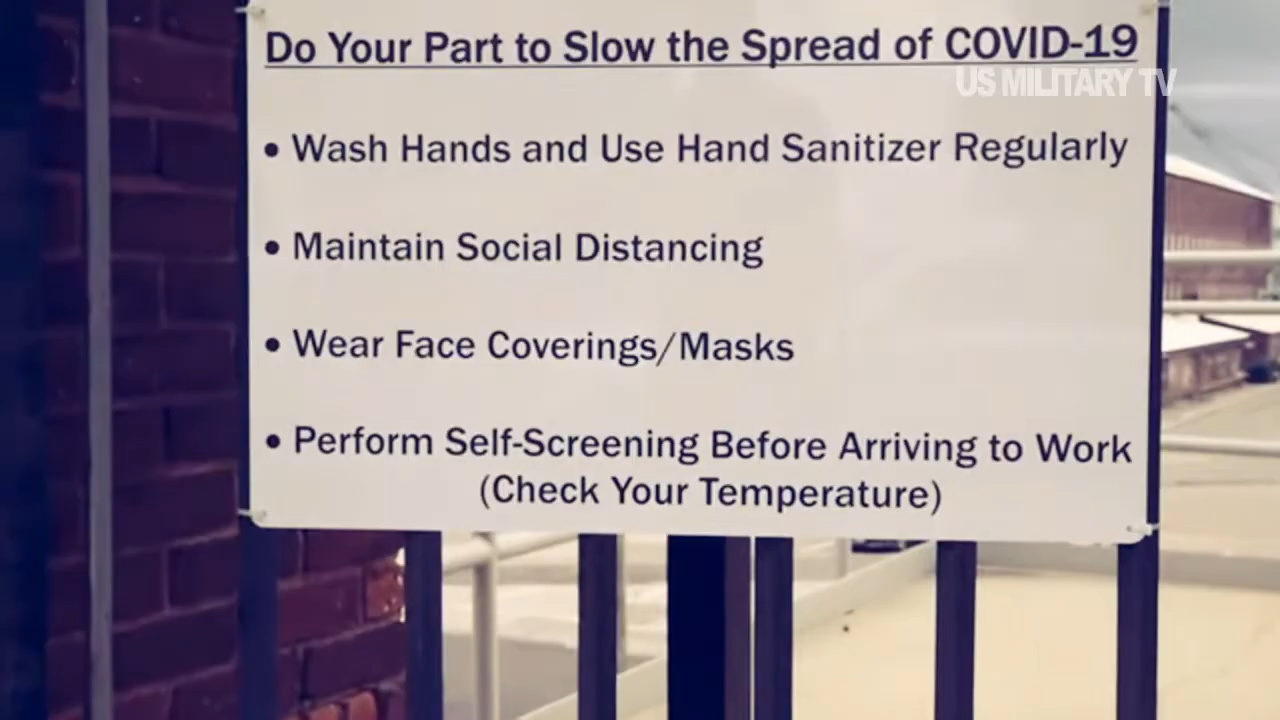 Do Your Part to Slow the Spread of COVID-19
US MILITARY TV
• Wash Hands and Use Hand Sanitizer Regularly
• Maintain Social Distancing
• Wear Face Coverings/Masks
• Perform Self-Screening Before Arriving to Work
(Check Your Temperature)